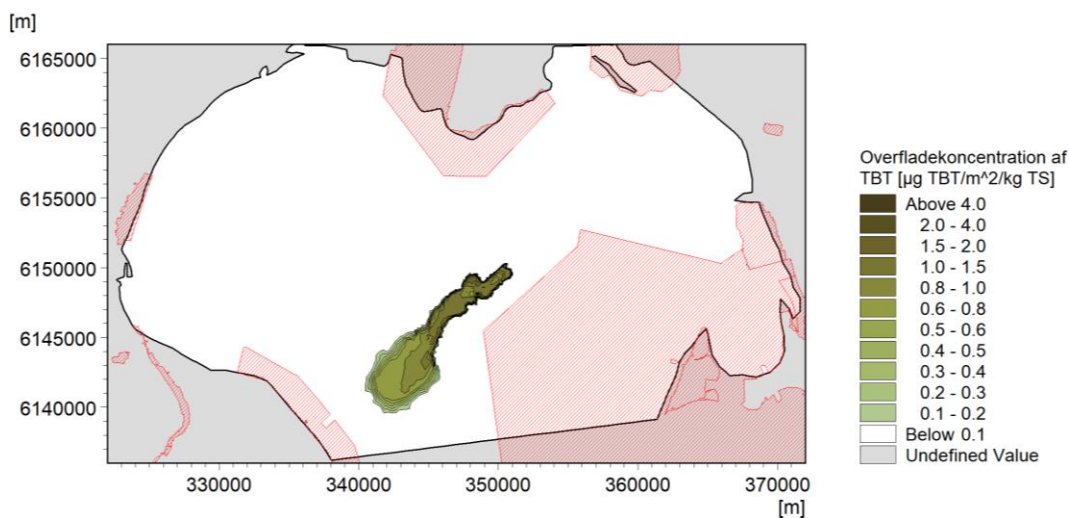 [m]
6165000
6160000
6155000
6150000
6145000
6140000
330000 340000 350000 360000 370000
[m]
Overfladekoncentration af
TBT [µg TBT/m^2/kg TS]
Above 4.0
2.0 - 4.0
1.5 - 2.0
1.0 - 1.5
0.8 - 1.0
0.6 - 0.8
0.5 - 0.6
0.4 - 0.5
0.3 - 0.4
0.2 - 0.3
0.1 - 0.2
Below 0.1
Undefined Value